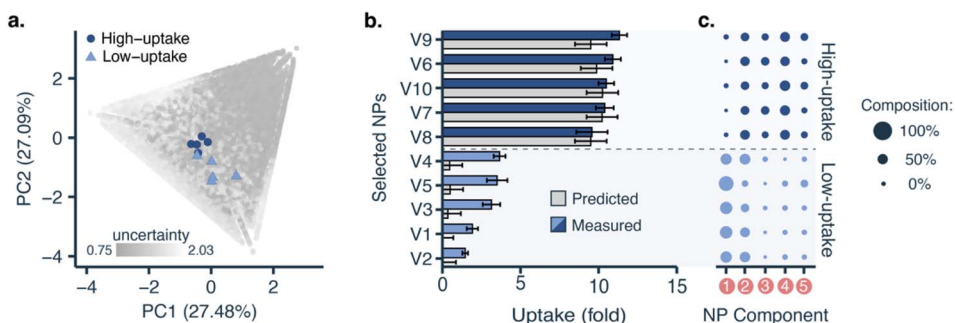 a.
High-uptake
Low-uptake
2
0
−2
−4
PC2 (27.09%)
uncertainty
0.75 2.03
−4 −2 0 2
PC1 (27.48%)
b.
V9
V6
V10
V7
V8
V4
V5
V3
V1
V2
Selected NPs
Predicted
Measured
0 5 10 15
Uptake (fold)
c.
High-uptake
Low-uptake
1 2 3 4 5
NP Component
Composition:
100%
50%
0%